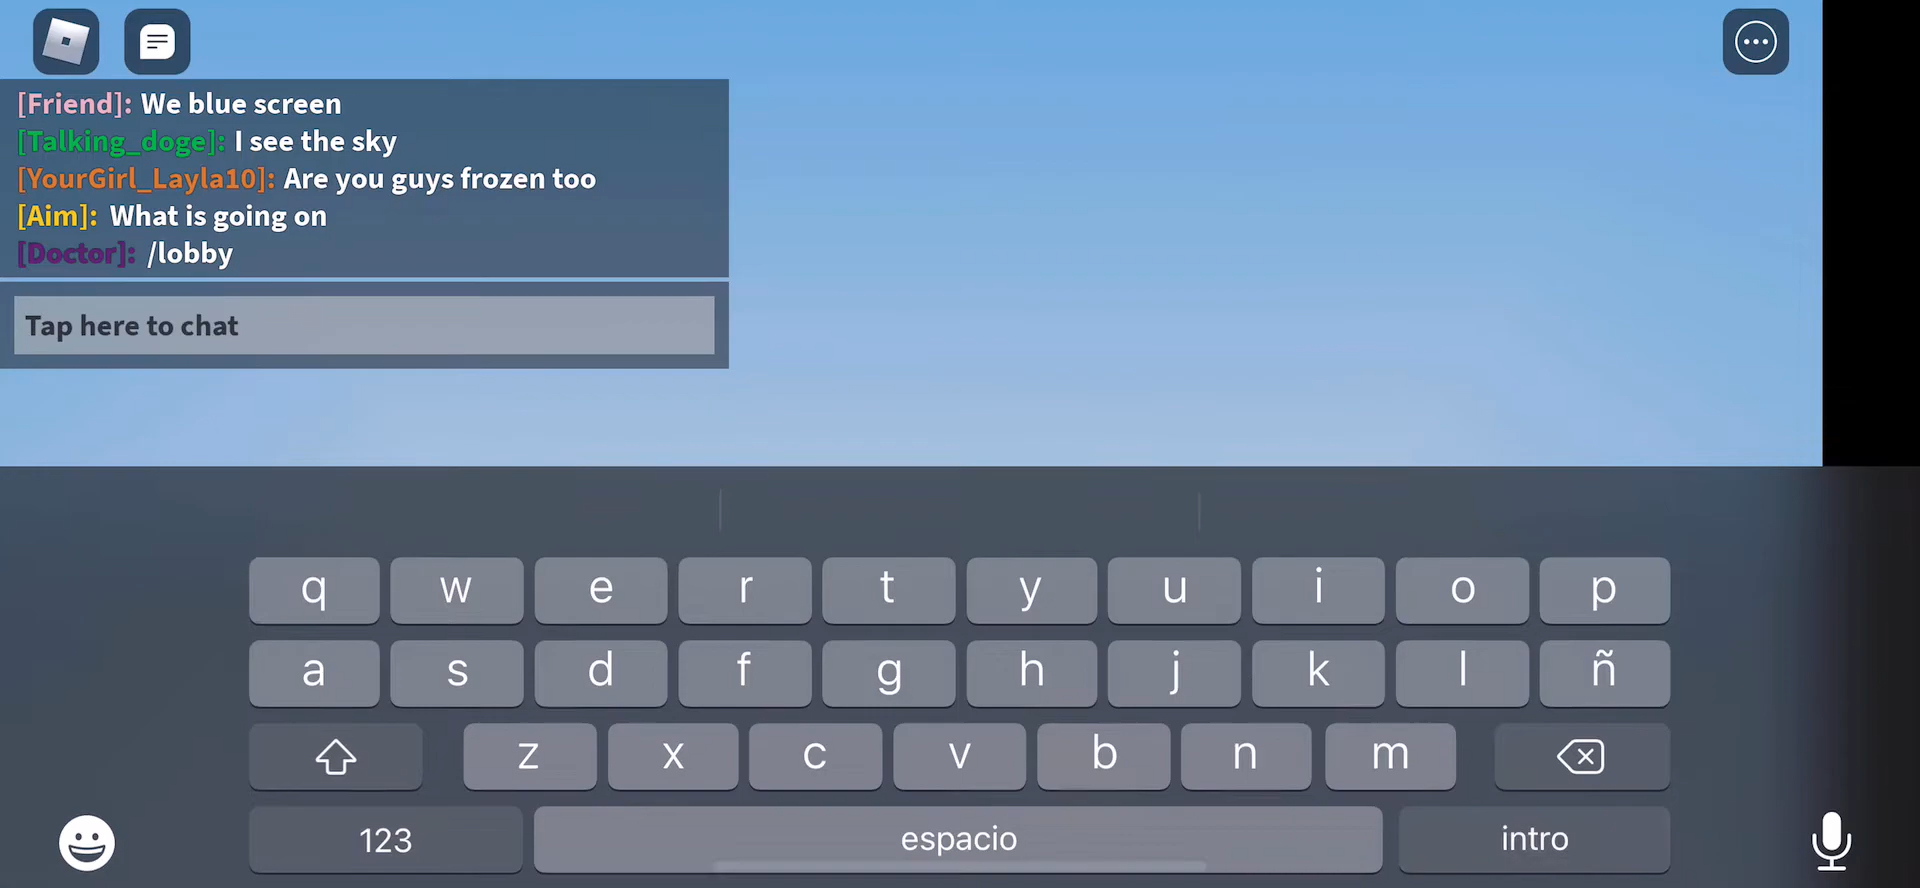 [Friend]: We blue screen
[Talking_doge]: I see the sky
[YourGirl_Layla10]: Are you guys frozen too
[Aim]: What is going on
[Doctor]: /lobby
Tap here to chat
q w e r t y u i o p
a s d f g h j k l ñ
z x c v b n m
123 espacio intro